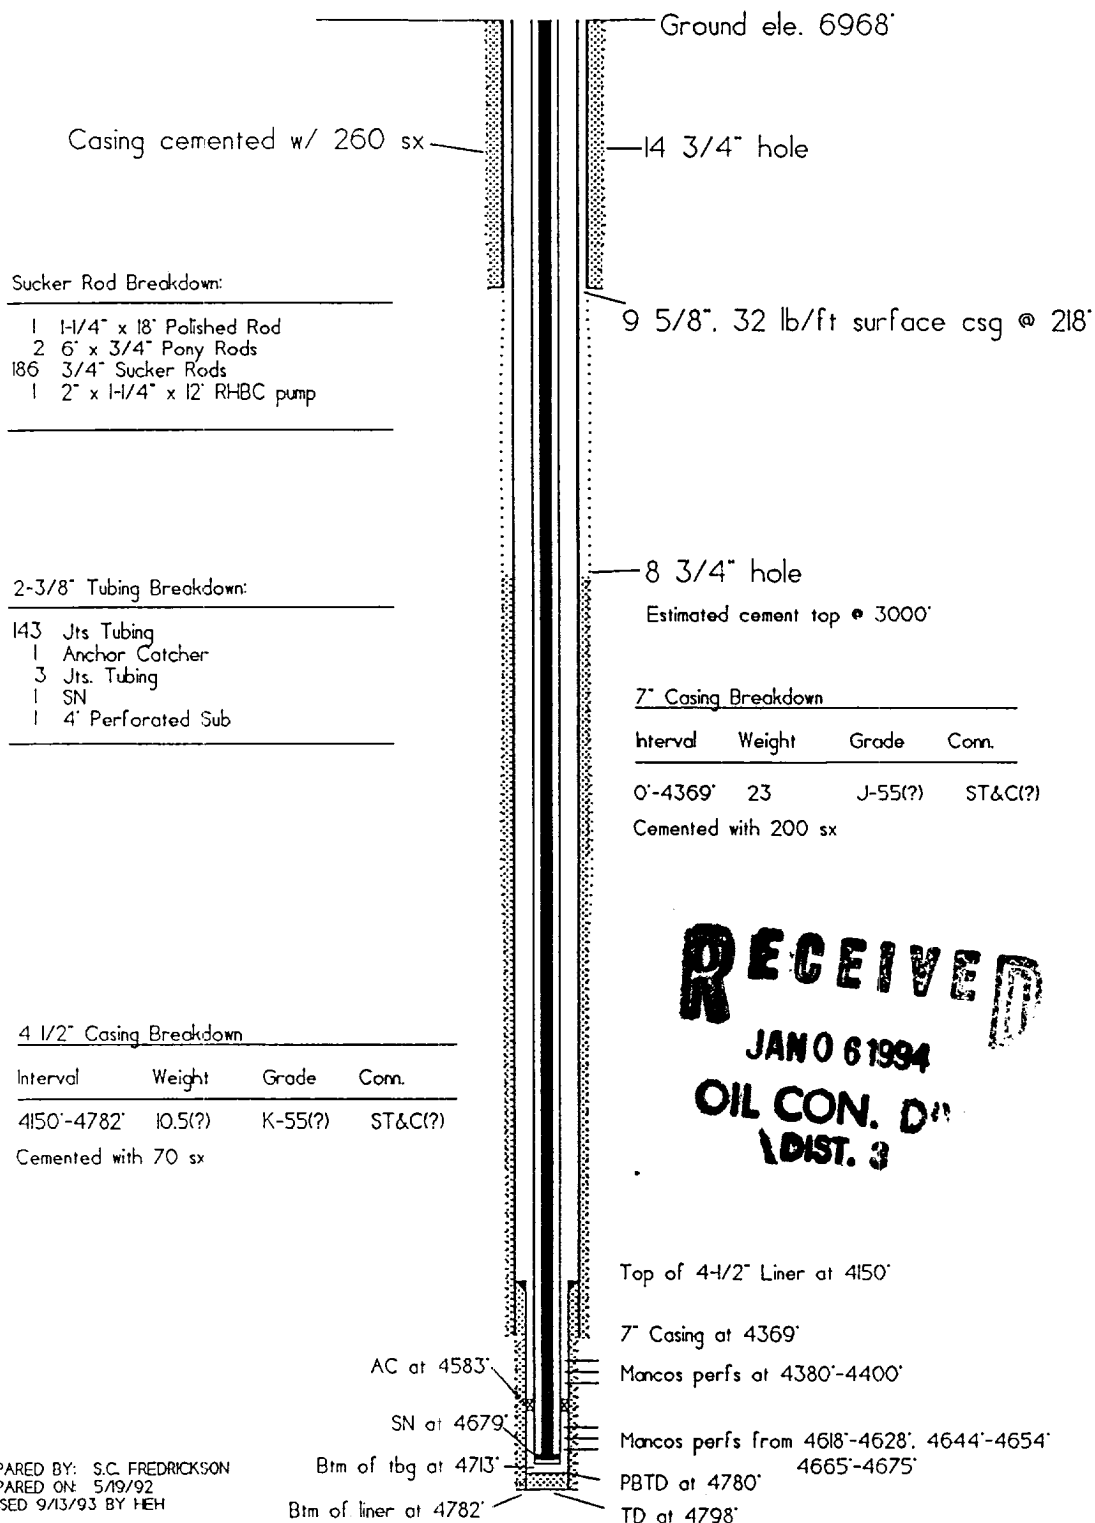 Ground ele. 6968'
Casing cemented w/ 260 sx
14 3/4" hole
Sucker Rod Breakdown:
1 1-1/4" x 18' Polished Rod
2 6' x 3/4" Pony Rods
186 3/4" Sucker Rods
1 2" x 1-1/4" x 12' RHBC pump
9 5/8", 32 lb/ft surface csg @ 218'
8 3/4" hole
Estimated cement top @ 3000'
2-3/8" Tubing Breakdown:
143 Jts Tubing
1 Anchor Catcher
3 Jts. Tubing
1 SN
1 4' Perforated Sub
7" Casing Breakdown
Interval Weight Grade Conn.
0'-4369' 23 J-55(?) ST&C(?)
Cemented with 200 sx
RECEIVED
JAN 06 1994
OIL CON. D
DIST. 3
4 1/2" Casing Breakdown
Interval Weight Grade Conn.
4150'-4782' 10.5(?) K-55(?) ST&C(?)
Cemented with 70 sx
Top of 4-1/2" Liner at 4150'
7" Casing at 4369'
AC at 4583'
Mancos perfs at 4380'-4400'
SN at 4679'
Mancos perfs from 4618'-4628', 4644'-4654'
4665'-4675'
Btm of tbg at 4713'
PBTD at 4780'
Btm of liner at 4782'
TD at 4798'
PARED BY: S.C. FREDRICKSON
PARED ON: 5/19/92
SED 9/13/93 BY HEH